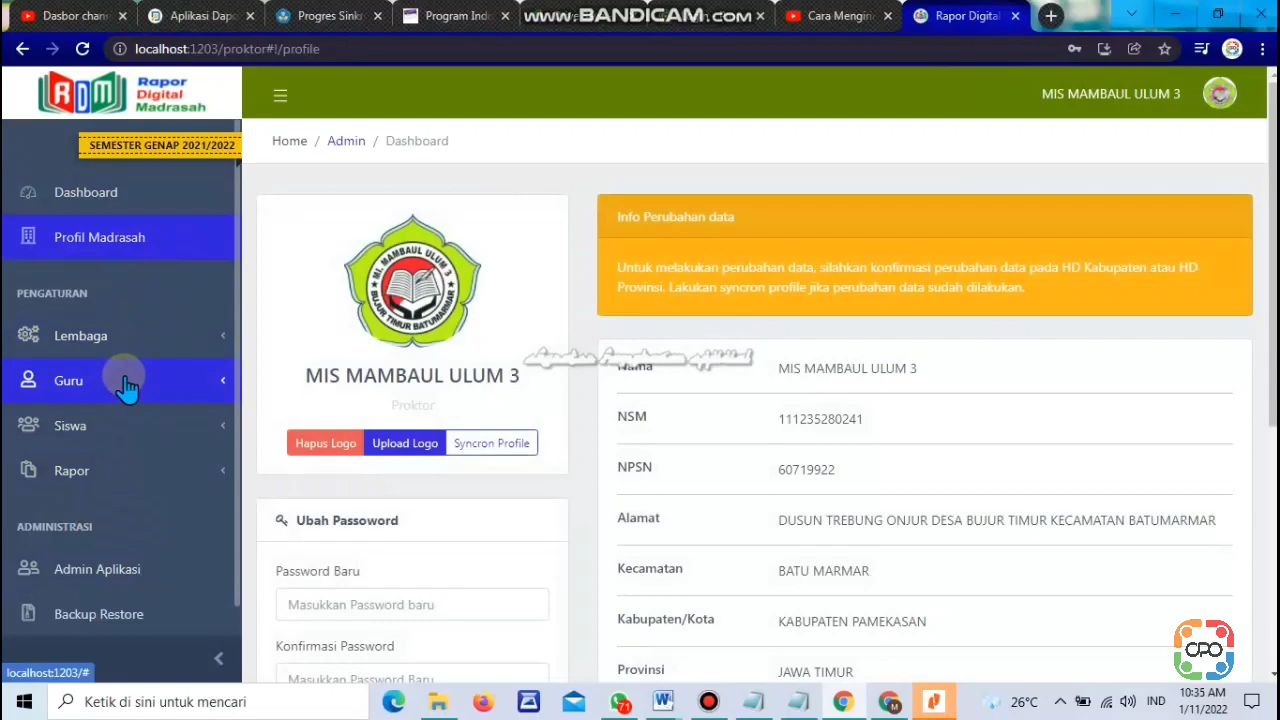 Dasbor
Aplikasi Dap
Progres Sink
Program Ind
WWW.BANDICAM.COM
Cara Mengin
Rapor Digital
localhost:1203/proktor#!/profile
RDM
Rapor
Digital
Madrasah
MIS MAMBAUL ULUM 3
SEMESTER GENAP 2021/2022
Home / Admin / Dashboard
Dashboard
Profil Madrasah
PENGATURAN
Lembaga
Guru
Siswa
Rapor
ADMINISTRASI
Admin Aplikasi
Backup Restore
localhost:1203/#
MI. MAMBAUL ULUM 3
BUJUR TIMUR BATUMARMAR
MIS MAMBAUL ULUM 3
Proktor
Hapus Logo
Upload Logo
Syncron Profile
Ubah Passoword
Password Baru
Masukkan Password baru
Konfirmasi Password
Masukkan Password baru
Info Perubahan data
Untuk melakukan perubahan data, silahkan konfirmasi perubahan data pada HD Kabupaten atau HD
Provinsi. Lakukan syncron profile jika perubahan data sudah dilakukan.
Nama MIS MAMBAUL ULUM 3
NSM 111235280241
NPSN 60719922
Alamat DUSUN TREBUNG ONJUR DESA BUJUR TIMUR KECAMATAN BATUMARMAR
Kecamatan BATU MARMAR
Kabupaten/Kota KABUPATEN PAMEKASAN
Provinsi JAWA TIMUR
CPO
Ketik di sini untuk mencari
71
26°C
IND
10:35 AM
1/11/2022